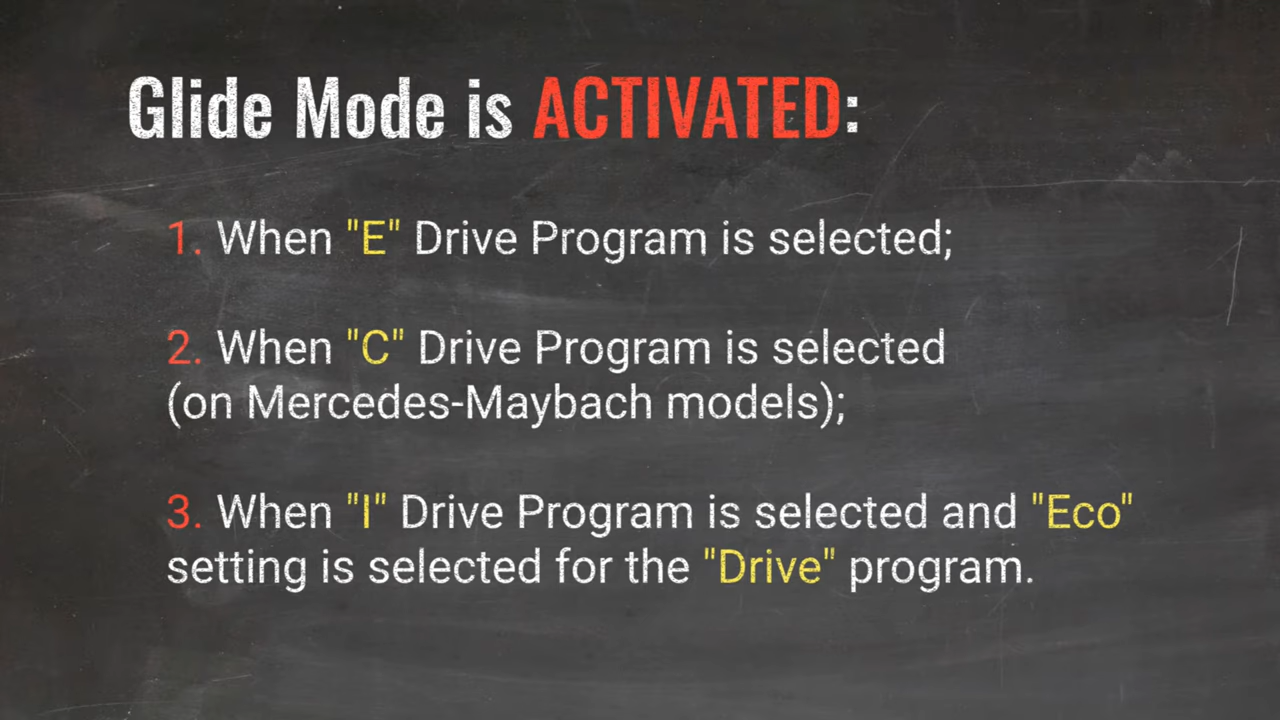 Glide Mode is ACTIVATED:
1. When "E" Drive Program is selected;
2. When "C" Drive Program is selected
(on Mercedes-Maybach models);
3. When "I" Drive Program is selected and "Eco"
setting is selected for the "Drive" program.